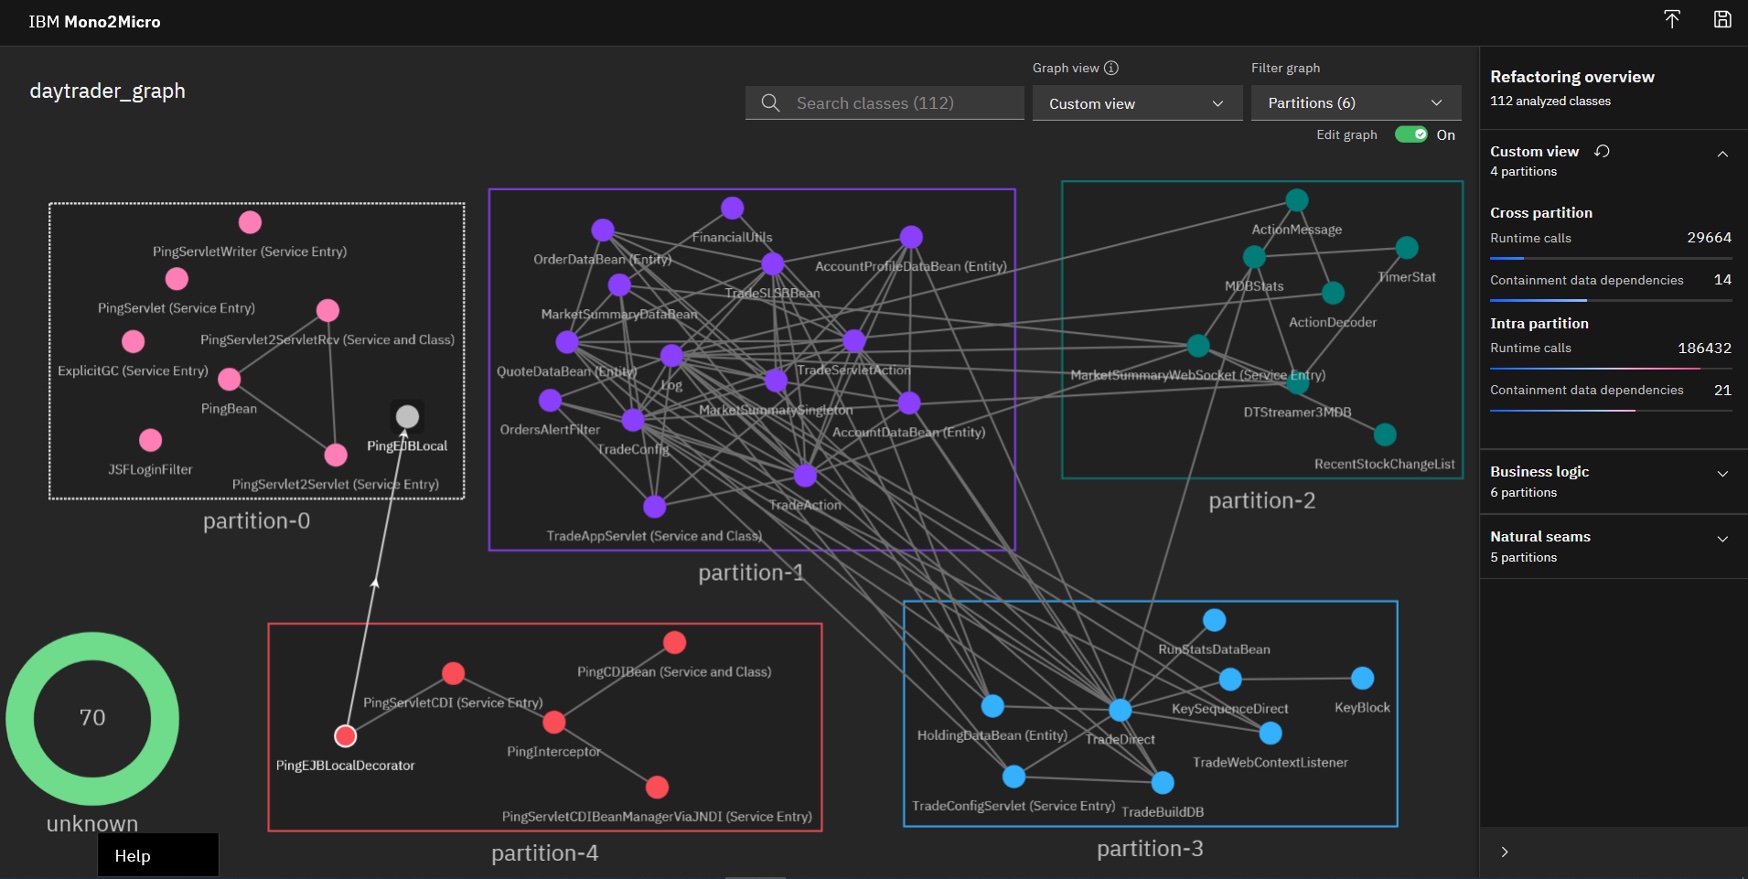 IBM Mono2Micro
daytrader_graph
Graph view
Filter graph
Search classes (112)
Custom view
Partitions (6)
Edit graph
On
PingServletWriter (Service Entry)
PingServlet (Service Entry)
PingServlet2ServletRcv (Service and Class)
ExplicitGC (Service Entry)
PingBean
PingEJBLocal
JSFLoginFilter
PingServlet2Servlet (Service Entry)
partition-0
FinancialUtils
OrderDataBean (Entity)
AccountProfileDataBean (Entity)
TradeSLSBBean
MarketSummaryDataBean
QuoteDataBean (Entity)
TradeServletAction
Log
MarketSummarySingleton
OrdersAlertFilter
AccountDataBean (Entity)
TradeConfig
TradeAction
TradeAppServlet (Service and Class)
partition-1
ActionMessage
TimerStat
MDBStats
ActionDecoder
MarketSummaryWebSocket (Service Entry)
DTStreamer3MDB
RecentStockChangeList
partition-2
70
unknown
Help
PingCDIBean (Service and Class)
PingServletCDI (Service Entry)
PingInterceptor
PingEJBLocalDecorator
PingServletCDIBeanManagerViaJNDI (Service Entry)
partition-4
RunStatsDataBean
KeySequenceDirect
KeyBlock
HoldingDataBean (Entity)
TradeDirect
TradeWebContextListener
TradeConfigServlet (Service Entry)
TradeBuildDB
partition-3
Refactoring overview
112 analyzed classes
Custom view
4 partitions
Cross partition
Runtime calls 29664
Containment data dependencies 14
Intra partition
Runtime calls 186432
Containment data dependencies 21
Business logic
6 partitions
Natural seams
5 partitions